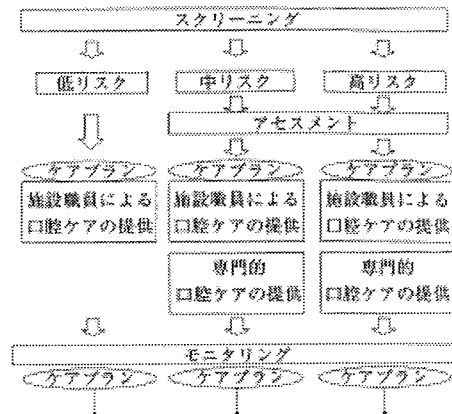 スクリーニング
低リスク 中リスク 高リスク
アセスメント
ケアプラン ケアプラン ケアプラン
施設職員による 施設職員による 施設職員による
口腔ケアの提供 口腔ケアの提供 口腔ケアの提供
専門的 専門的
口腔ケアの提供 口腔ケアの提供
モニタリング
ケアプラン ケアプラン ケアプラン